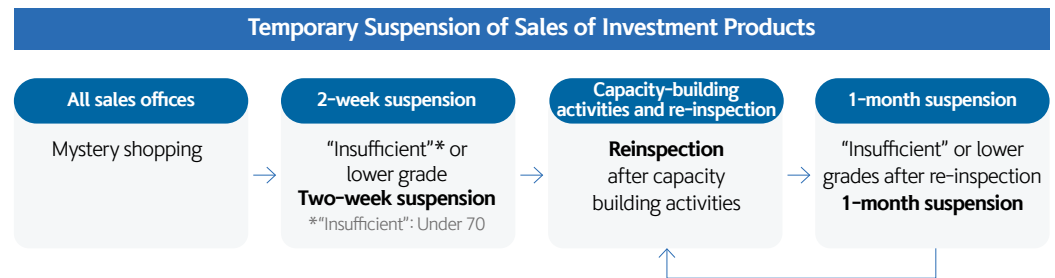 Temporary Suspension of Sales of Investment Products
All sales offices
Mystery shopping
2-week suspension
“Insufficient”* or
lower grade
Two-week suspension
*“Insufficient”: Under 70
Capacity-building
activities and re-inspection
Reinspection
after capacity
building activities
1-month suspension
“Insufficient” or lower
grades after re-inspection
1-month suspension